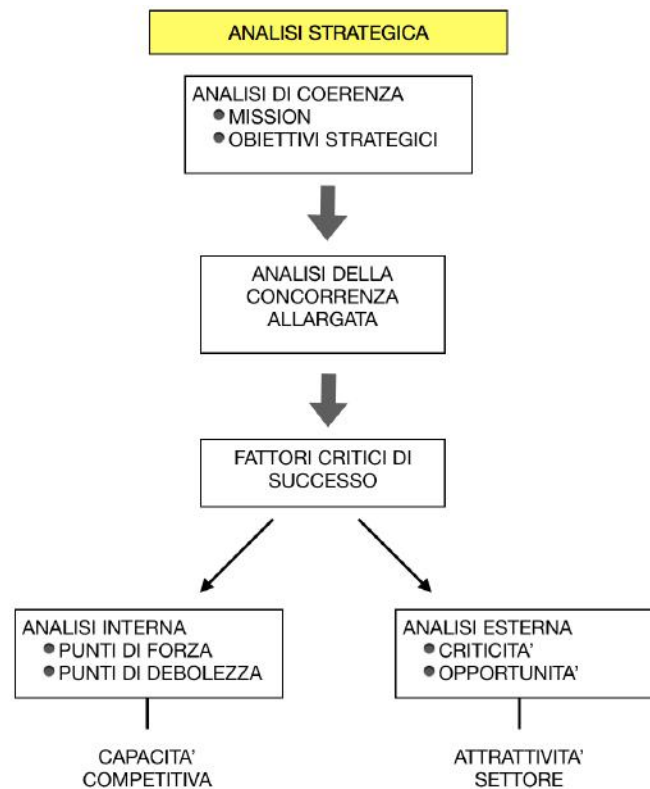 ANALISI STRATEGICA
ANALISI DI COERENZA
● MISSION
● OBIETTIVI STRATEGICI
ANALISI DELLA
CONCORRENZA
ALLARGATA
FATTORI CRITICI DI
SUCCESSO
ANALISI INTERNA
● PUNTI DI FORZA
● PUNTI DI DEBOLEZZA
CAPACITA’
COMPETITIVA
ANALISI ESTERNA
● CRITICITA’
● OPPORTUNITA’
ATTRATTIVITA’
SETTORE